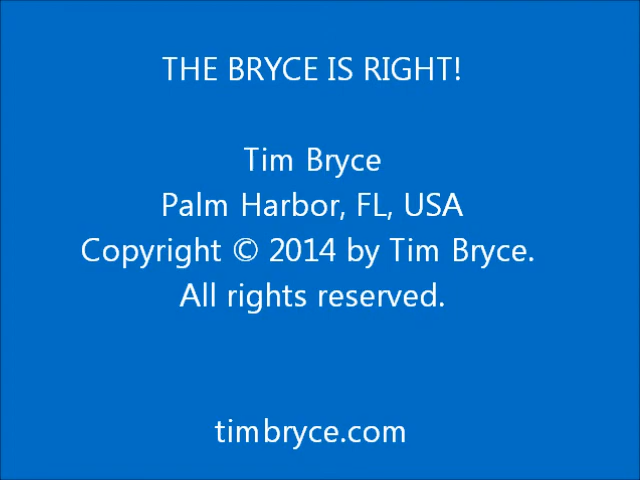 THE BRYCE IS RIGHT!
Tim Bryce
Palm Harbor, FL, USA
Copyright © 2014 by Tim Bryce.
All rights reserved.
timbryce.com